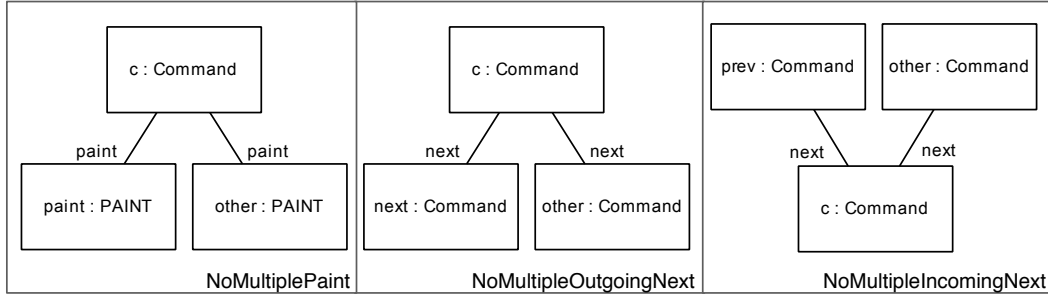 c : Command
paint
paint
paint : PAINT
other : PAINT
NoMultiplePaint
c : Command
next
next
next : Command
other : Command
NoMultipleOutgoingNext
prev : Command
other : Command
next
next
c : Command
NoMultipleIncomingNext